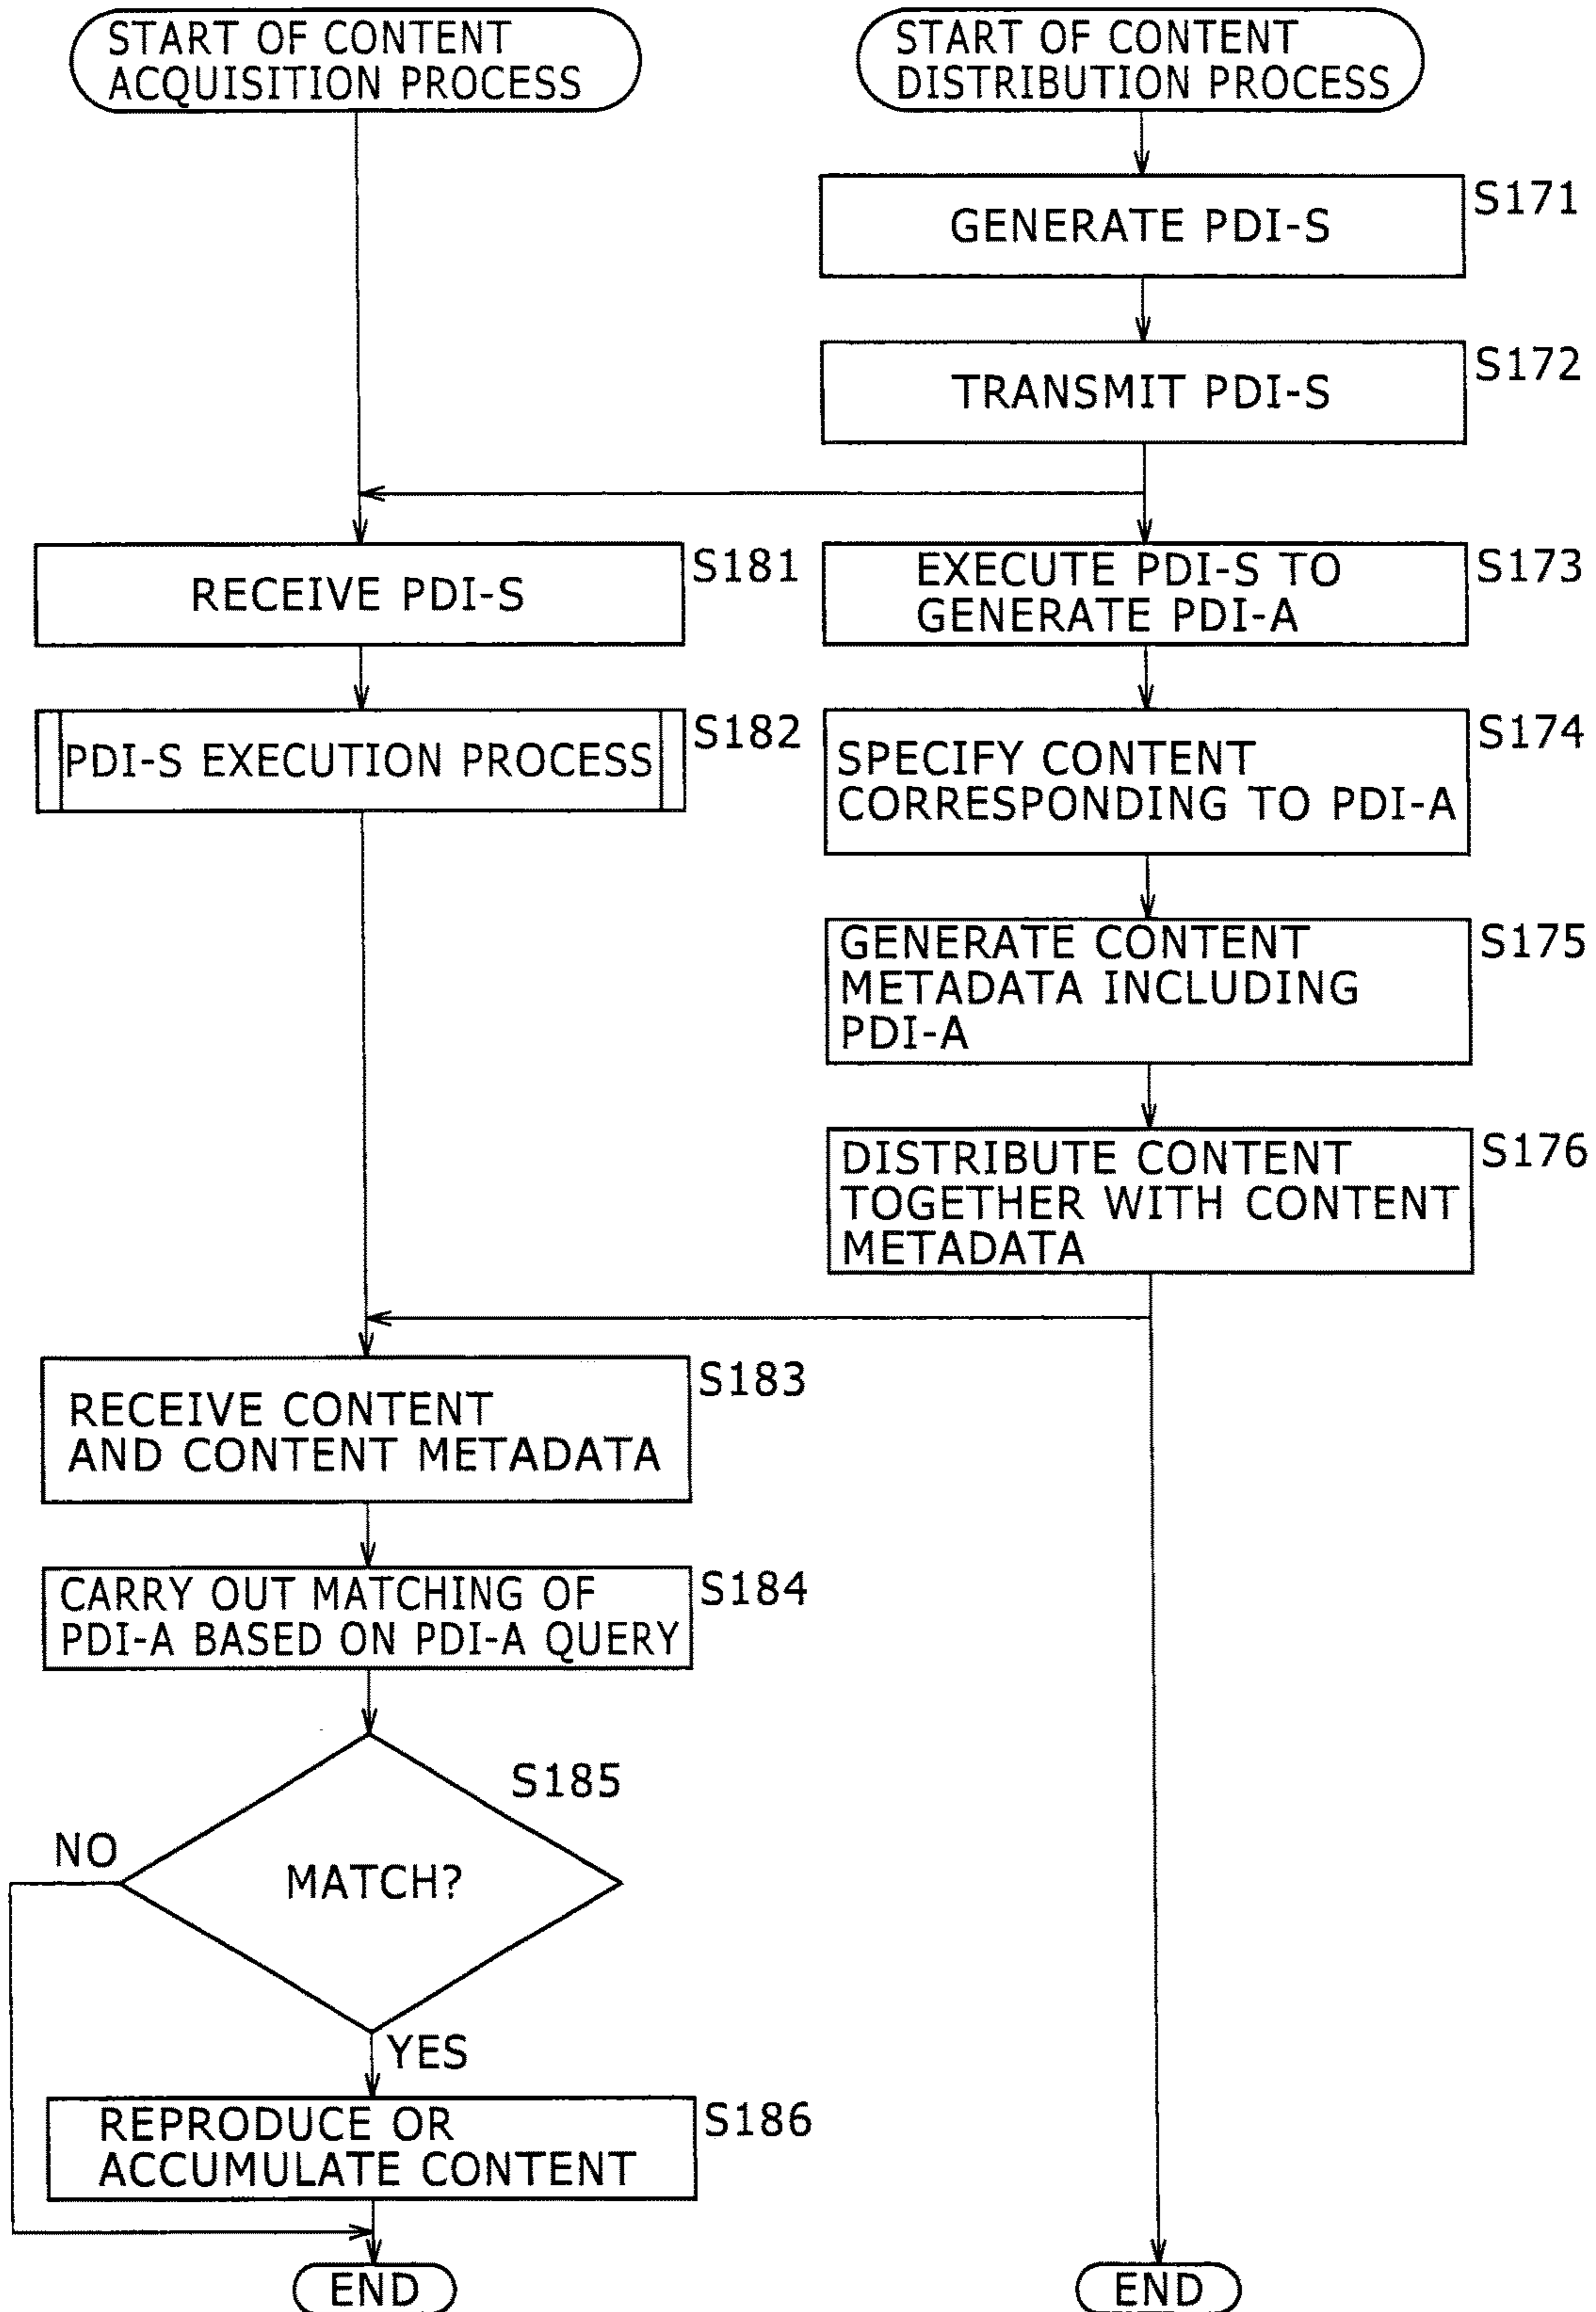 START OF CONTENT
ACQUISITION PROCESS
START OF CONTENT
DISTRIBUTION PROCESS
GENERATE PDI-S
S171
TRANSMIT PDI-S
S172
RECEIVE PDI-S
S181
EXECUTE PDI-S TO
GENERATE PDI-A
S173
PDI-S EXECUTION PROCESS
S182
SPECIFY CONTENT
CORRESPONDING TO PDI-A
S174
GENERATE CONTENT
METADATA INCLUDING
PDI-A
S175
DISTRIBUTE CONTENT
TOGETHER WITH CONTENT
METADATA
S176
RECEIVE CONTENT
AND CONTENT METADATA
S183
CARRY OUT MATCHING OF
PDI-A BASED ON PDI-A QUERY
S184
S185
NO
MATCH?
YES
REPRODUCE OR
ACCUMULATE CONTENT
S186
END
END